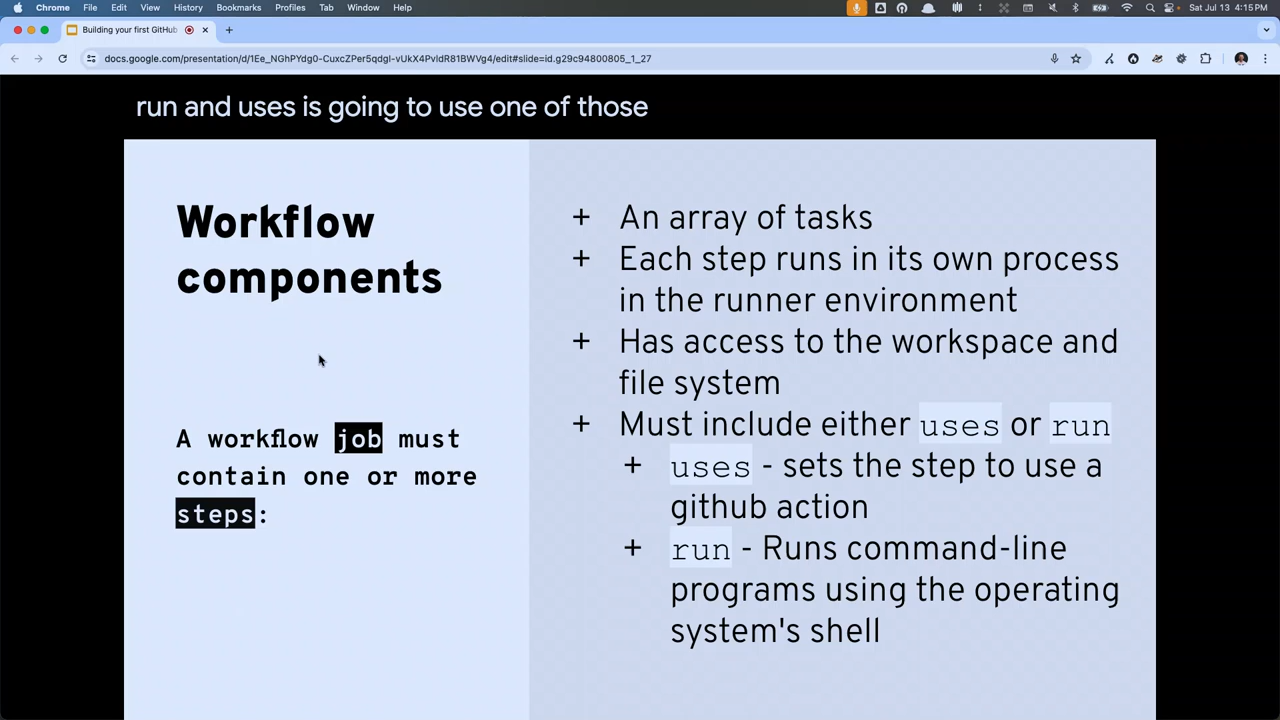 Chrome File Edit View History Bookmarks Profiles Tab Window Help Sat Jul 13 4:15 PM
Building your first GitHub
docs.google.com/presentation/d/1Ee_NGhPYdg0-CuxcZPer5qdgI-vUkX4PvIdR81BWVg4/edit#slide=id.g29c94800805_1_27
run and uses is going to use one of those
Workflow
components
A workflow job must
contain one or more
steps:
+ An array of tasks
+ Each step runs in its own process
in the runner environment
+ Has access to the workspace and
file system
+ Must include either uses or run
+ uses - sets the step to use a
github action
+ run - Runs command-line
programs using the operating
system's shell